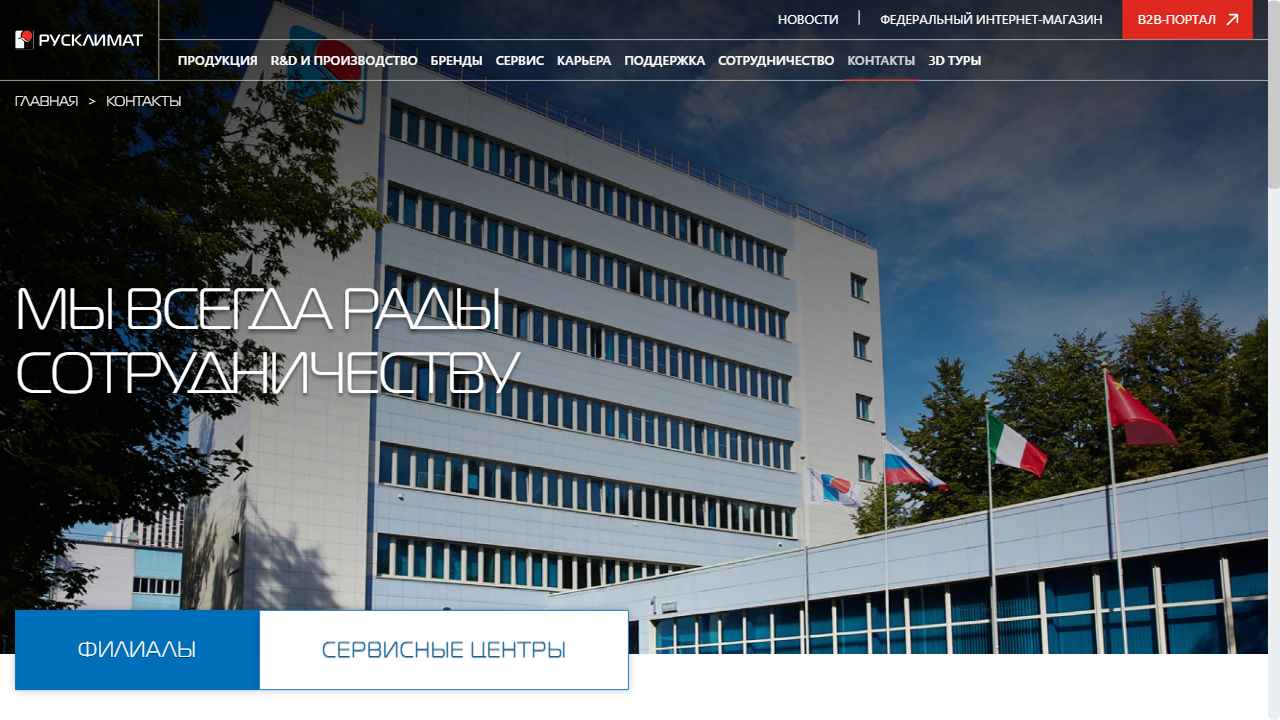 РУСКЛИМАТ
НОВОСТИ | ФЕДЕРАЛЬНЫЙ ИНТЕРНЕТ-МАГАЗИН B2B-ПОРТАЛ
ПРОДУКЦИЯ R&D И ПРОИЗВОДСТВО БРЕНДЫ СЕРВИС КАРЬЕРА ПОДДЕРЖКА СОТРУДНИЧЕСТВО КОНТАКТЫ 3D ТУРЫ
ГЛАВНАЯ > КОНТАКТЫ
МЫ ВСЕГДА РАДЫ
СОТРУДНИЧЕСТВУ
ФИЛИАЛЫ
СЕРВИСНЫЕ ЦЕНТРЫ